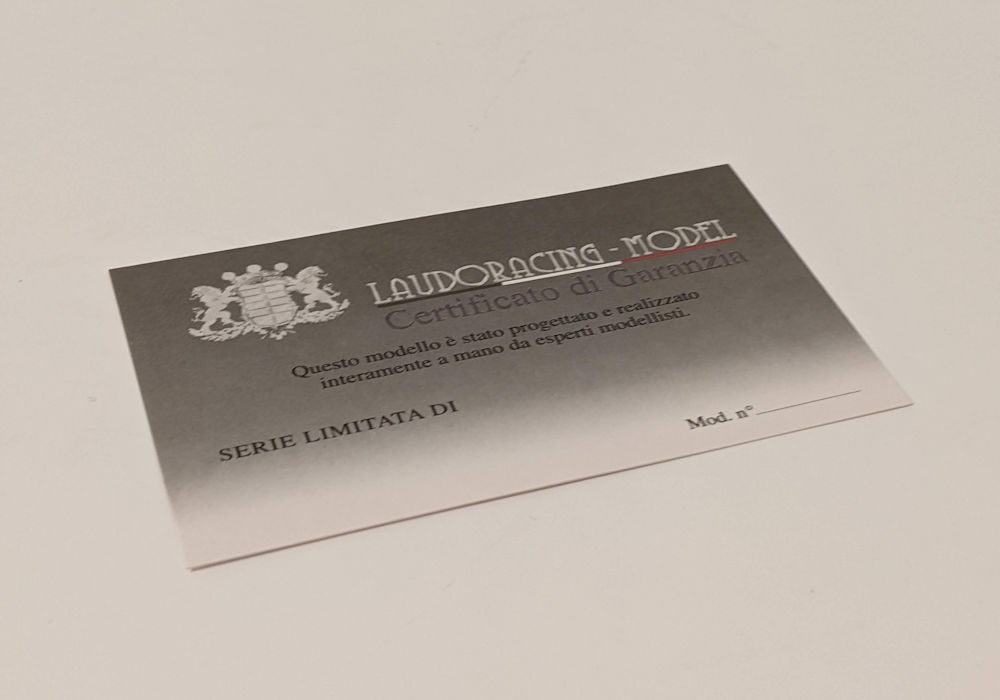 LAUDORACING - MODEL
Certificato di Garanzia
Questo modello è stato progettato e realizzato
interamente a mano da esperti modellisti.
SERIE LIMITATA DI
Mod. n°